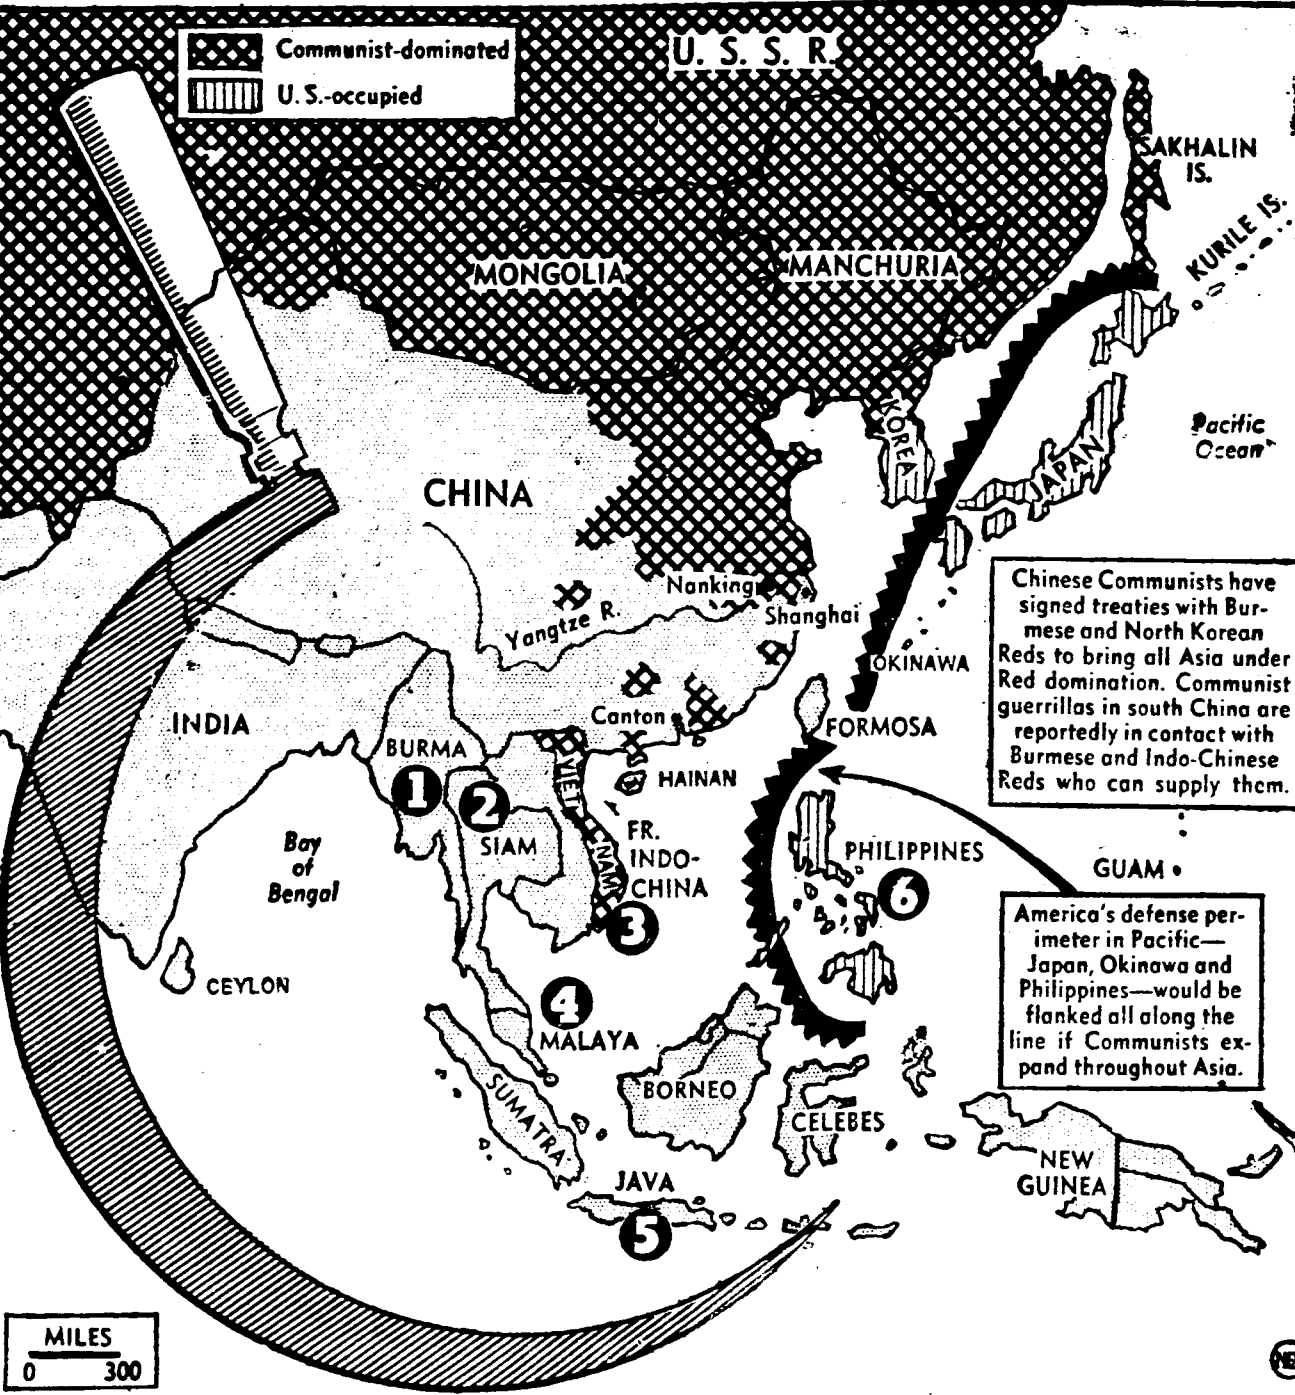 Communist-dominated
U.S.-occupied
U. S. S. R.
SAKHALIN
IS.
KURILE IS.
MONGOLIA
MANCHURIA
KOREA
JAPAN
Pacific
Ocean
CHINA
Nanking
Shanghai
Yangtze R.
Chinese Communists have
signed treaties with Bur-
mese and North Korean
Reds to bring all Asia under
Red domination. Communist
guerrillas in south China are
reportedly in contact with
Burmese and Indo-Chinese
Reds who can supply them.
OKINAWA
INDIA
Canton
FORMOSA
BURMA
HAINAN
1
2
VIET NAM
SIAM
FR.
INDO-
CHINA
3
Bay
of
Bengal
PHILIPPINES
6
GUAM
America's defense per-
imeter in Pacific—
Japan, Okinawa and
Philippines—would be
flanked all along the
line if Communists ex-
pand throughout Asia.
CEYLON
4
MALAYA
SUMATRA
BORNEO
CELEBES
NEW
GUINEA
JAVA
5
MILES
0 300